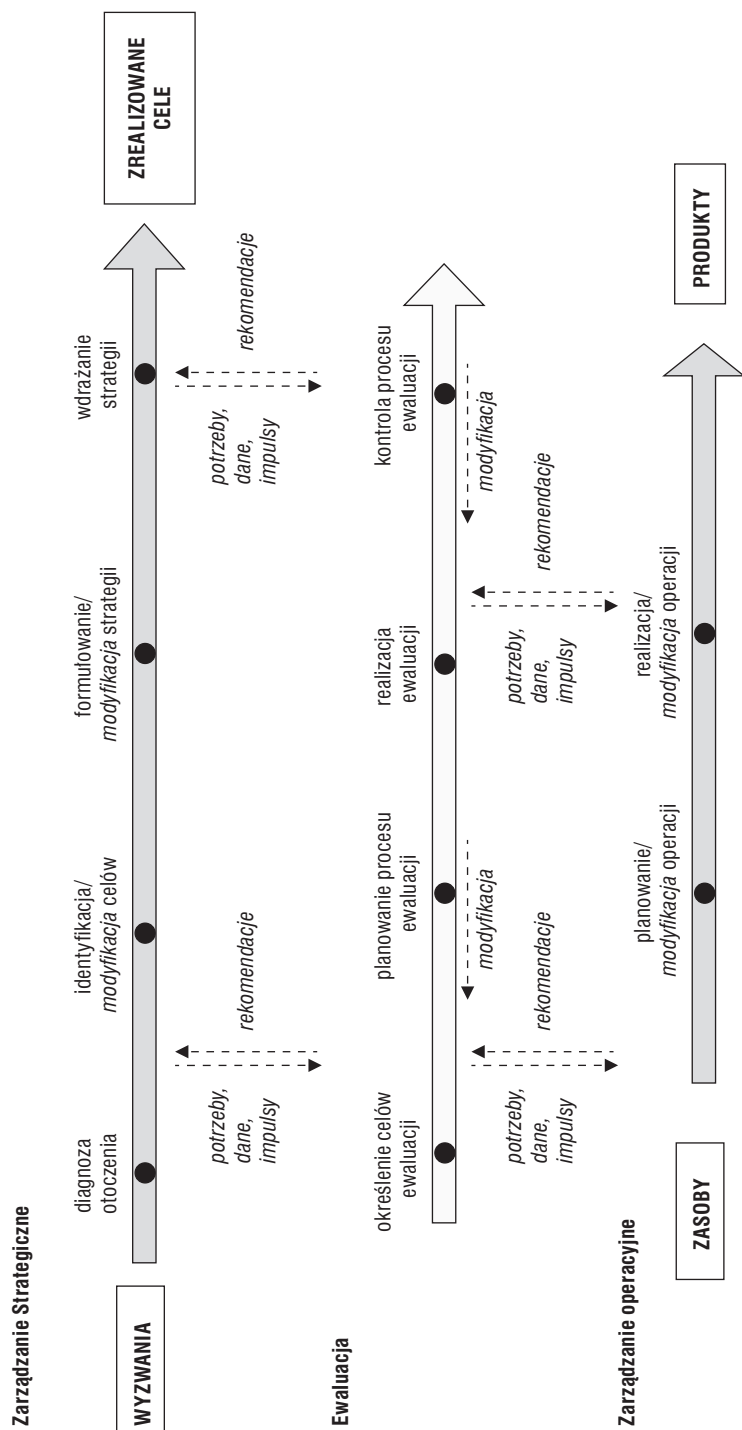 Zarządzanie Strategiczne
WYZWANIA
diagnoza
otoczenia
identyfikacja/
modyfikacja celów
formułowanie/
modyfikacja strategii
wdrażanie
strategii
ZREALIZOWANE
CELE
potrzeby,
dane,
impulsy
rekomendacje
potrzeby,
dane,
impulsy
rekomendacje
Ewaluacja
określenie celów
ewaluacji
planowanie procesu
ewaluacji
realizacja
ewaluacji
kontrola procesu
ewaluacji
modyfikacja
modyfikacja
potrzeby,
dane,
impulsy
rekomendacje
potrzeby,
dane,
impulsy
rekomendacje
Zarządzanie operacyjne
ZASOBY
planowanie/
modyfikacja operacji
realizacja/
modyfikacja operacji
PRODUKTY